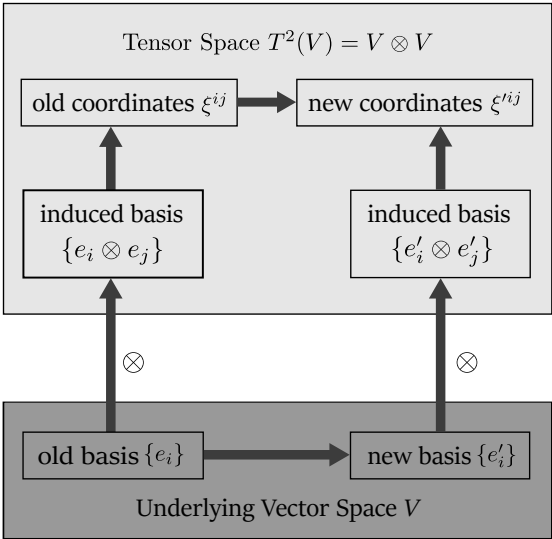 Tensor Space T²(V) = V ⊗ V
old coordinates ξ^{ij}
new coordinates ξ'^{ij}
induced basis
{e_i ⊗ e_j}
induced basis
{e'_i ⊗ e'_j}
⊗
⊗
old basis {e_i}
new basis {e'_i}
Underlying Vector Space V